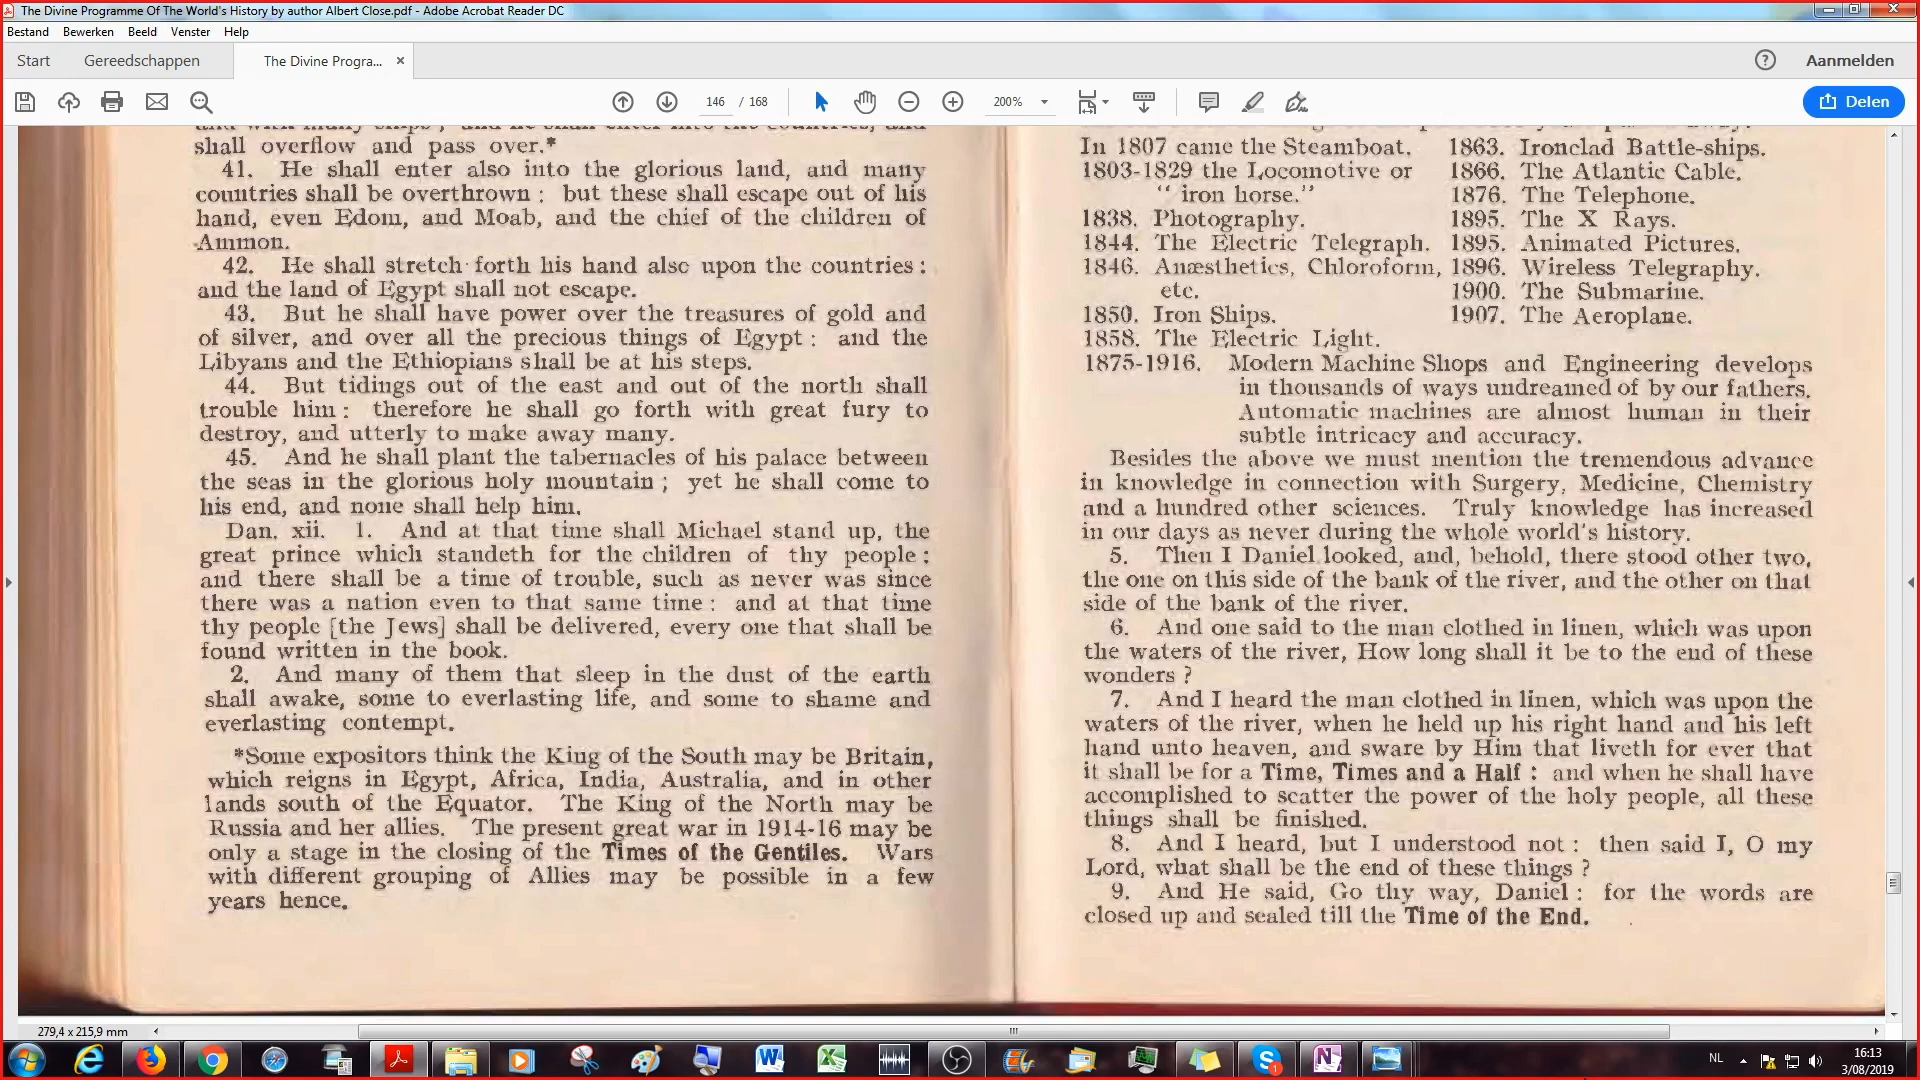 The Divine Programme Of The World's History by author Albert Close.pdf - Adobe Acrobat Reader DC
Bestand Bewerken Beeld Venster Help
Start Gereedschappen The Divine Progra... × Aanmelden
146 / 168 200% Delen
shall overflow and pass over.*
41. He shall enter also into the glorious land, and many
countries shall be overthrown: but these shall escape out of his
hand, even Edom, and Moab, and the chief of the children of
Ammon.
42. He shall stretch forth his hand also upon the countries:
and the land of Egypt shall not escape.
43. But he shall have power over the treasures of gold and
of silver, and over all the precious things of Egypt: and the
Libyans and the Ethiopians shall be at his steps.
44. But tidings out of the east and out of the north shall
trouble him: therefore he shall go forth with great fury to
destroy, and utterly to make away many.
45. And he shall plant the tabernacles of his palace between
the seas in the glorious holy mountain; yet he shall come to
his end, and none shall help him.
Dan. xii. 1. And at that time shall Michael stand up, the
great prince which standeth for the children of thy people:
and there shall be a time of trouble, such as never was since
there was a nation even to that same time: and at that time
thy people [the Jews] shall be delivered, every one that shall be
found written in the book.
2. And many of them that sleep in the dust of the earth
shall awake, some to everlasting life, and some to shame and
everlasting contempt.
*Some expositors think the King of the South may be Britain,
which reigns in Egypt, Africa, India, Australia, and in other
lands south of the Equator. The King of the North may be
Russia and her allies. The present great war in 1914-16 may be
only a stage in the closing of the Times of the Gentiles. Wars
with different grouping of Allies may be possible in a few
years hence.
In 1807 came the Steamboat.
1803-1829 the Locomotive or
"iron horse."
1838. Photography.
1844. The Electric Telegraph.
1846. Anæsthetics, Chloroform,
etc.
1850. Iron Ships.
1858. The Electric Light.
1863. Ironclad Battle-ships.
1866. The Atlantic Cable.
1876. The Telephone.
1895. The X Rays.
1895. Animated Pictures.
1896. Wireless Telegraphy.
1900. The Submarine.
1907. The Aeroplane.
1875-1916. Modern Machine Shops and Engineering develops
in thousands of ways undreamed of by our fathers.
Automatic machines are almost human in their
subtle intricacy and accuracy.
Besides the above we must mention the tremendous advance
in knowledge in connection with Surgery, Medicine, Chemistry
and a hundred other sciences. Truly knowledge has increased
in our days as never during the whole world's history.
5. Then I Daniel looked, and, behold, there stood other two,
the one on this side of the bank of the river, and the other on that
side of the bank of the river.
6. And one said to the man clothed in linen, which was upon
the waters of the river, How long shall it be to the end of these
wonders?
7. And I heard the man clothed in linen, which was upon the
waters of the river, when he held up his right hand and his left
hand unto heaven, and sware by Him that liveth for ever that
it shall be for a Time, Times and a Half: and when he shall have
accomplished to scatter the power of the holy people, all these
things shall be finished.
8. And I heard, but I understood not: then said I, O my
Lord, what shall be the end of these things?
9. And He said, Go thy way, Daniel: for the words are
closed up and sealed till the Time of the End.
279,4 x 215,9 mm
NL 16:13
3/08/2019